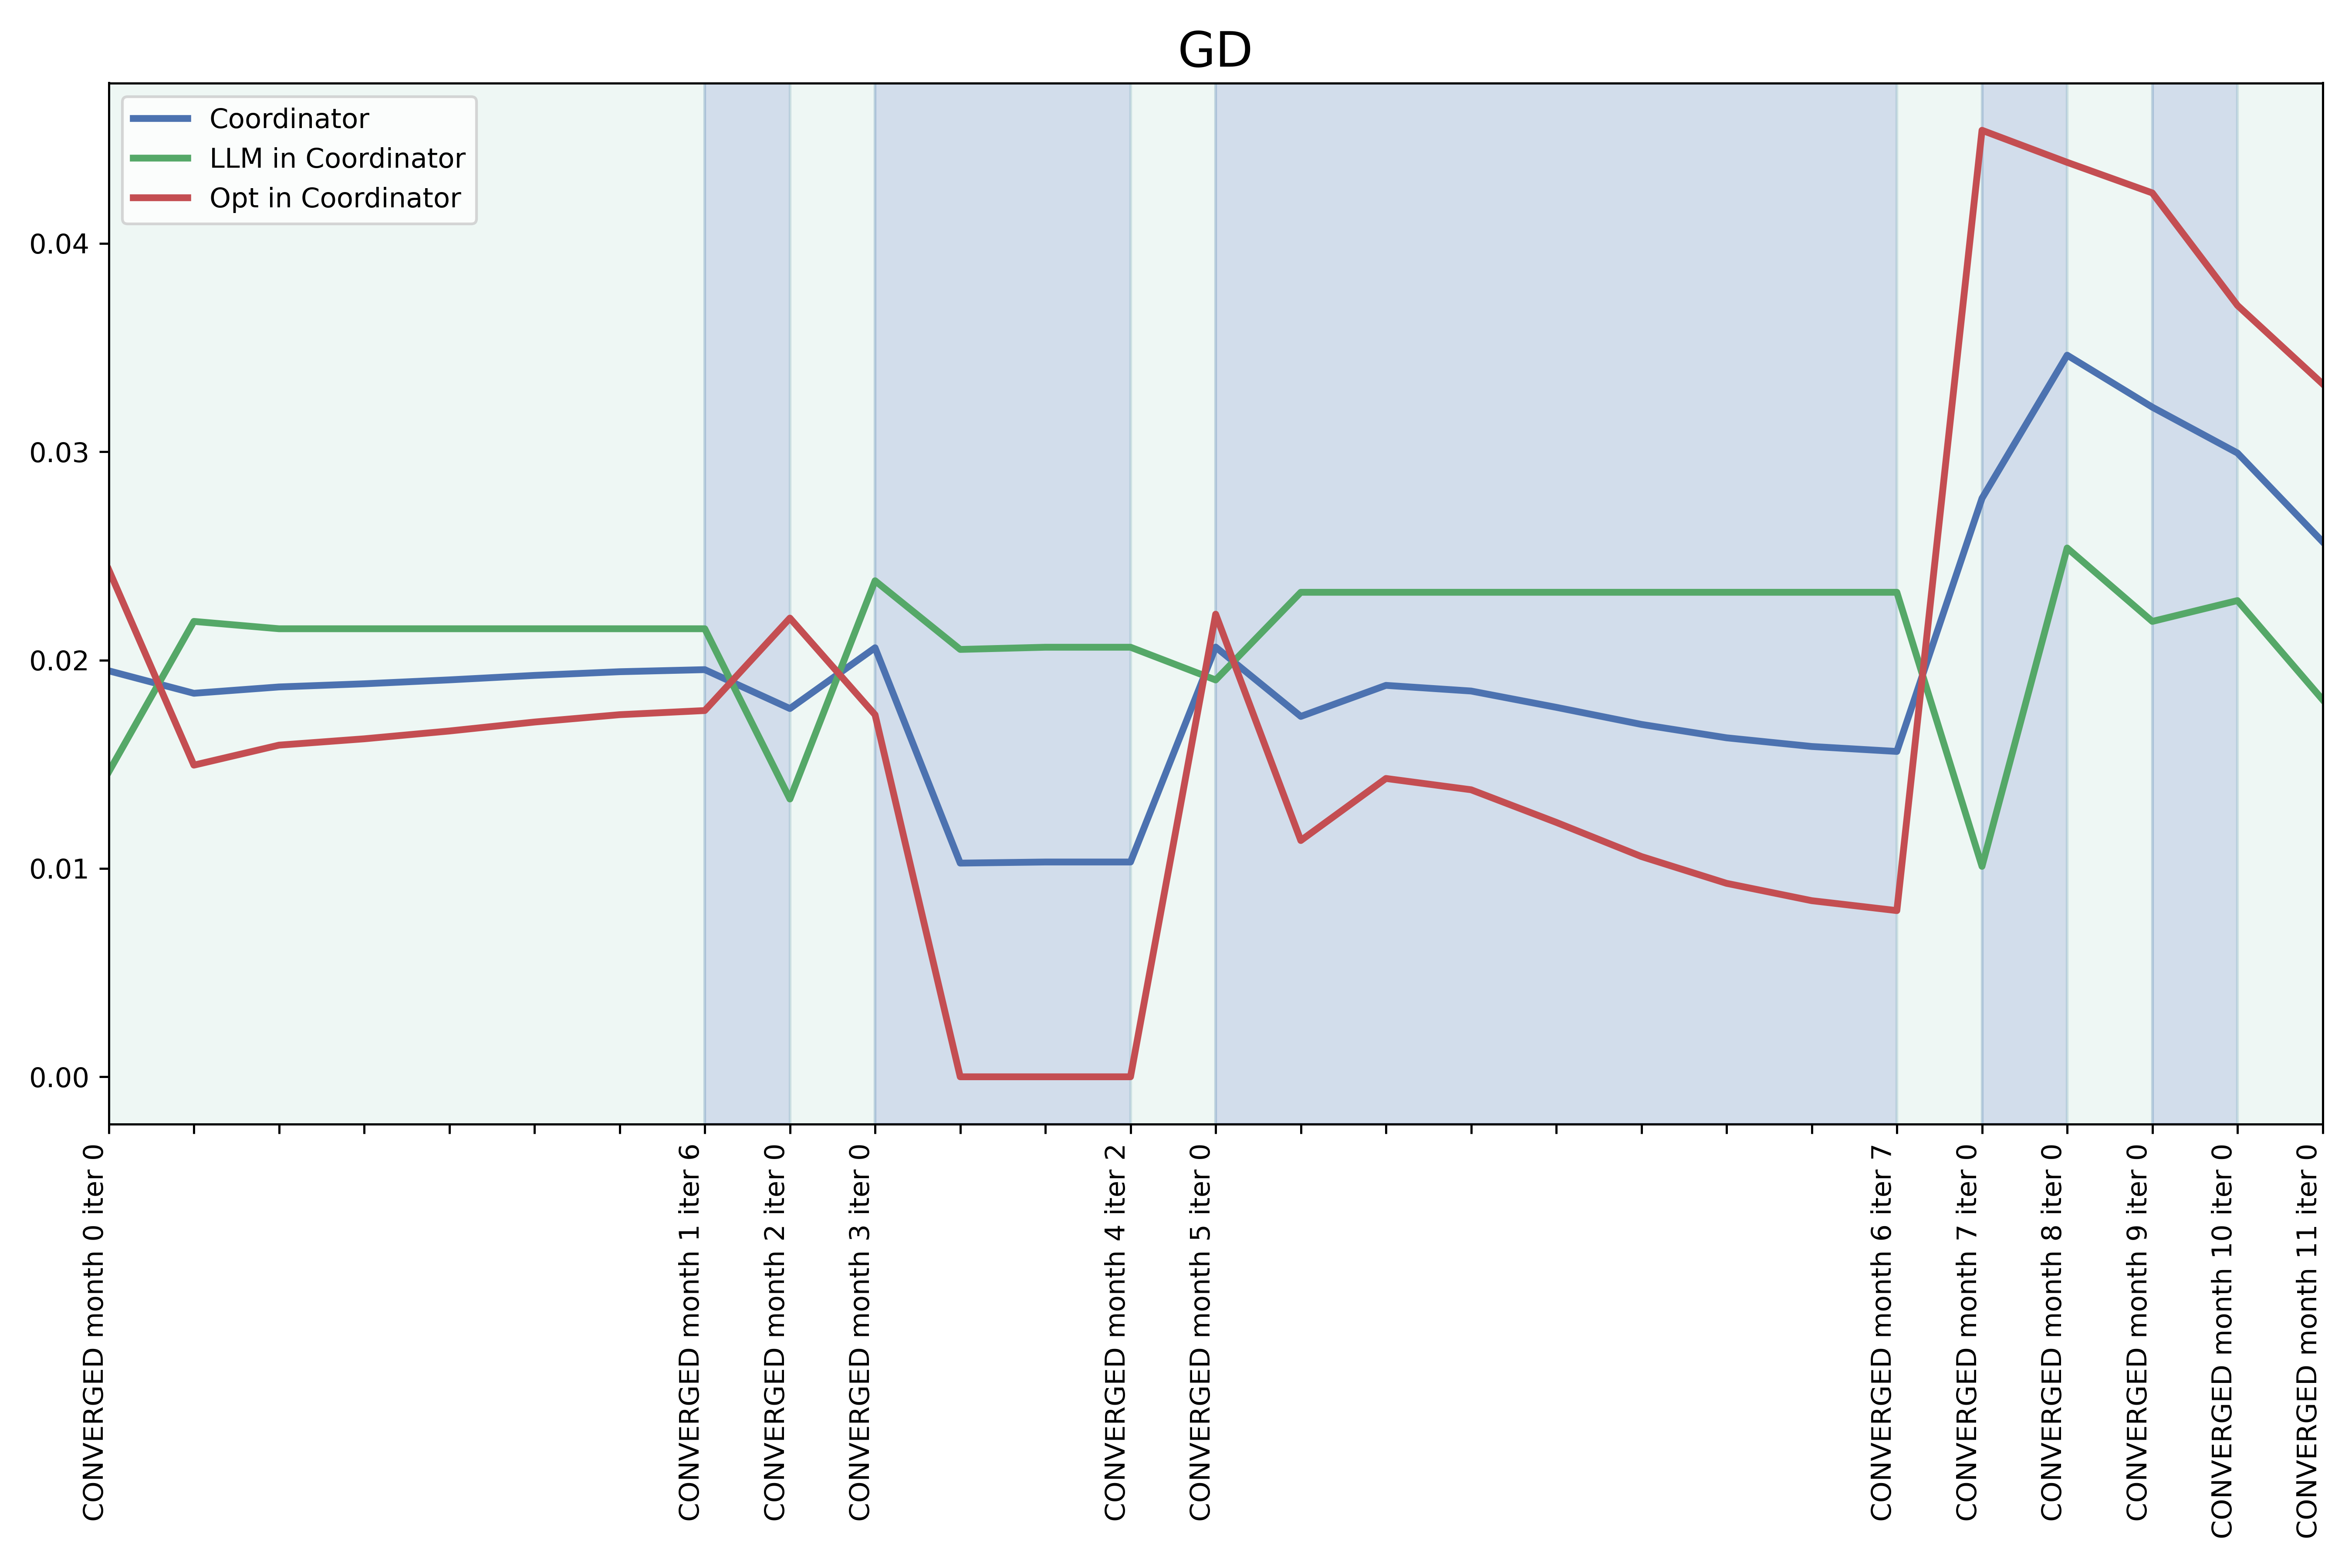 GD
Coordinator
LLM in Coordinator
Opt in Coordinator
0.04
0.03
0.02
0.01
0.00
CONVERGED month 0 iter 0
CONVERGED month 1 iter 6
CONVERGED month 2 iter 0
CONVERGED month 3 iter 0
CONVERGED month 4 iter 2
CONVERGED month 5 iter 0
CONVERGED month 6 iter 7
CONVERGED month 7 iter 0
CONVERGED month 8 iter 0
CONVERGED month 9 iter 0
CONVERGED month 10 iter 0
CONVERGED month 11 iter 0